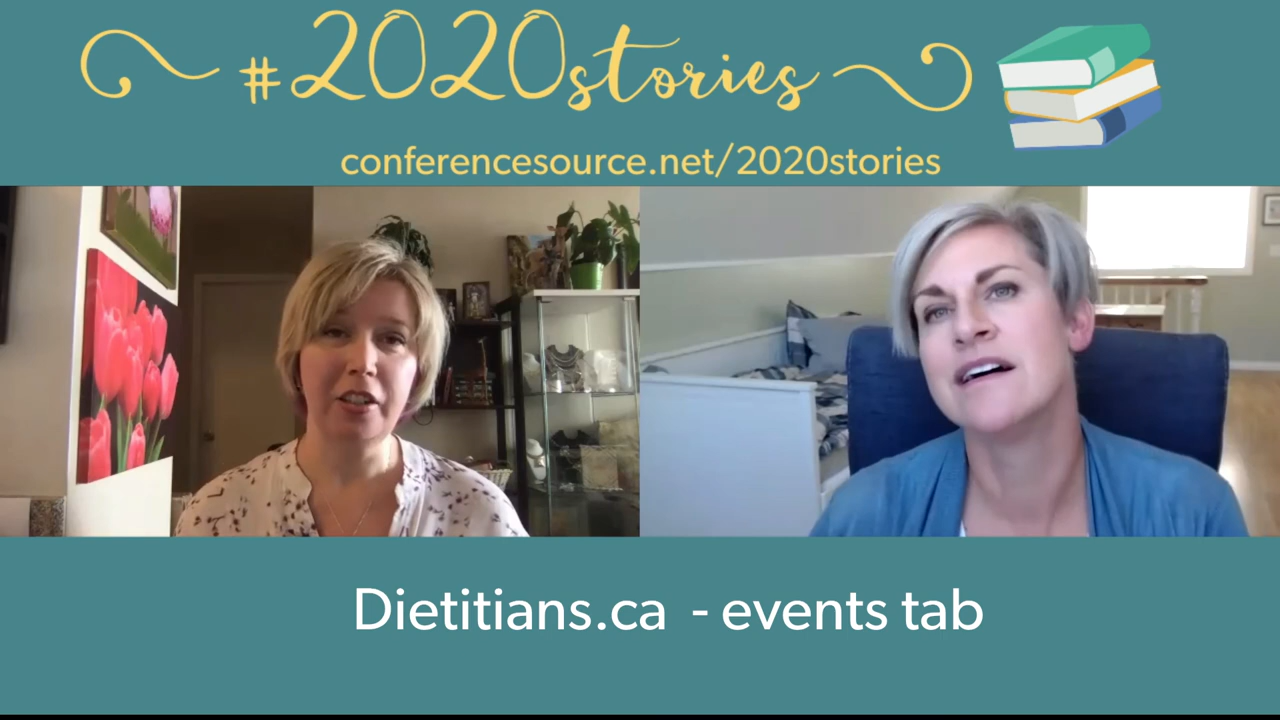 #2020stories
conferencesource.net/2020stories
Dietitians.ca - events tab